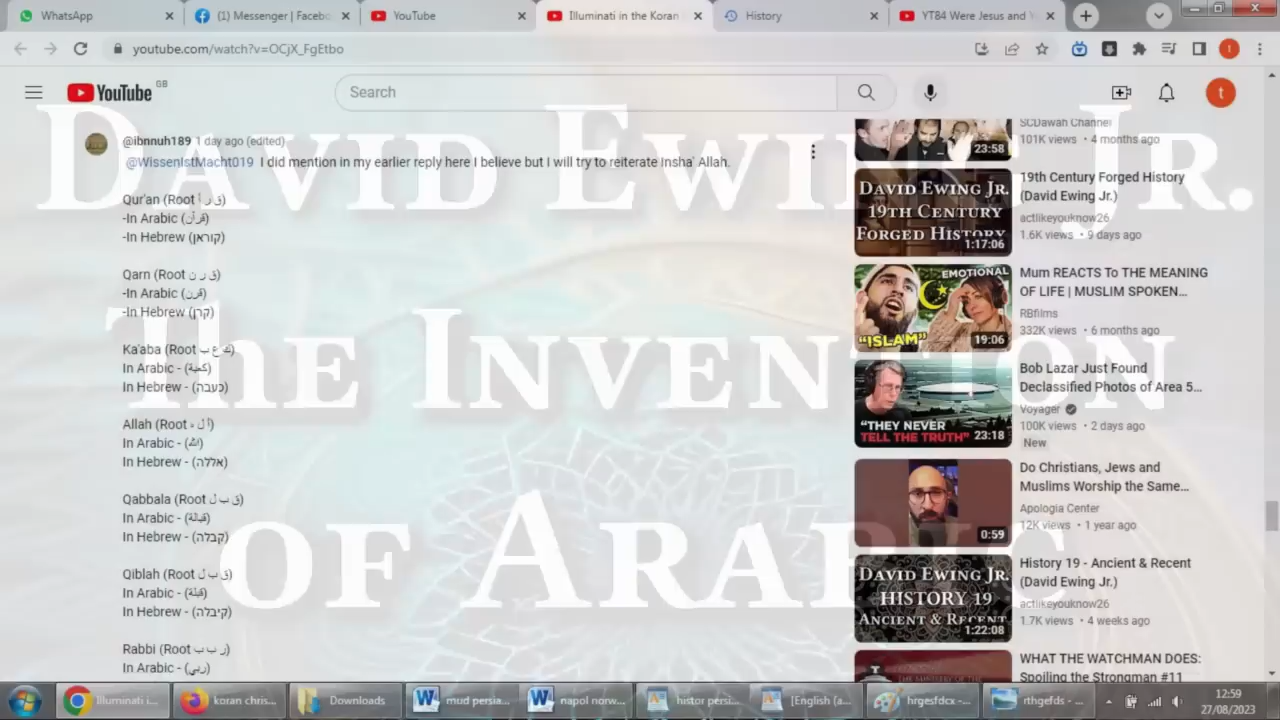 WhatsApp
(1) Messenger | Facebo
YouTube
Illuminati in the Koran
History
YT84 Were Jesus and Y
youtube.com/watch?v=OCjX_FgEtbo
YouTube GB
Search
DAVID EWING JR.
THE INVENTION
OF ARABIC
@ibnnuh189 1 day ago (edited)
@WissenIstMacht019 I did mention in my earlier reply here I believe but I will try to reiterate Insha' Allah.
Qur'an (Root ق ر أ)
-In Arabic (قرآن)
-In Hebrew (קוראן)
Qarn (Root ق ر ن)
-In Arabic (قرن)
-In Hebrew (קרן)
Ka'aba (Root ك ع ب)
In Arabic - (كعبة)
In Hebrew - (כעבה)
Allah (Root أ ل ه)
In Arabic - (الله)
In Hebrew - (אללה)
Qabbala (Root ق ب ل)
In Arabic - (قبالة)
In Hebrew - (קבלה)
Qiblah (Root ق ب ل)
In Arabic - (قبلة)
In Hebrew - (קיבלה)
Rabbi (Root ر ب ب)
In Arabic - (ربي)
SCDawah Channel
101K views • 4 months ago
23:58
DAVID EWING JR.
19TH CENTURY
FORGED HISTORY
1:17:06
19th Century Forged History
(David Ewing Jr.)
actlikeyouknow26
1.6K views • 9 days ago
EMOTIONAL
"ISLAM"
19:06
Mum REACTS To THE MEANING
OF LIFE | MUSLIM SPOKEN...
RBfilms
332K views • 6 months ago
"THEY NEVER
TELL THE TRUTH"
23:18
Bob Lazar Just Found
Declassified Photos of Area 5...
Voyager
100K views • 2 days ago
New
0:59
Do Christians, Jews and
Muslims Worship the Same...
Apologia Center
12K views • 1 year ago
DAVID EWING JR.
HISTORY 19
ANCIENT & RECENT
1:22:08
History 19 - Ancient & Recent
(David Ewing Jr.)
actlikeyouknow26
1.7K views • 4 weeks ago
WHAT THE WATCHMAN DOES:
Spoiling the Strongman #11
Illuminati i...
koran chris...
Downloads
mud persia...
napol norw...
histor persi...
[English (a...
hrgesfdcx -...
rthgefds - ...
12:59
27/08/2023